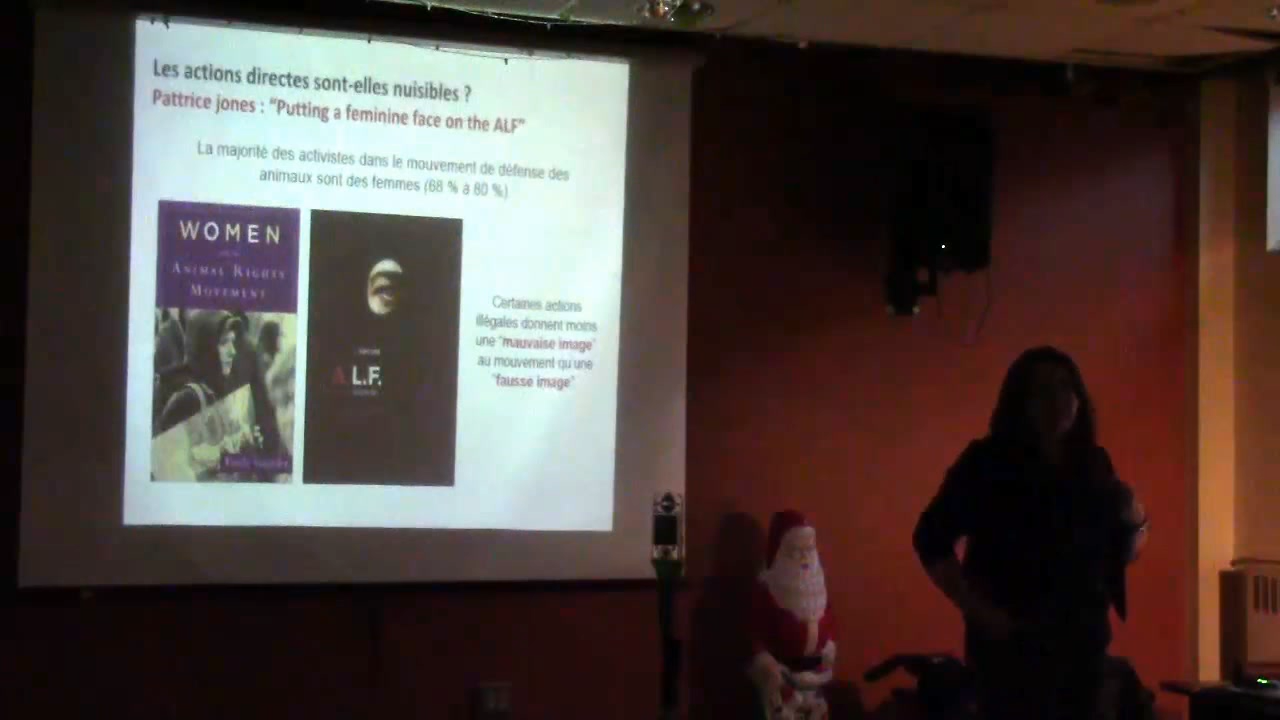 Les actions directes sont-elles nuisibles ?
Pattrice jones : "Putting a feminine face on the ALF"
La majorité des activistes dans le mouvement de défense des
animaux sont des femmes (68 % à 80 %)
WOMEN
ANIMAL RIGHTS
MOVEMENT
A.L.F.
Certaines actions
illégales donnent moins
une "mauvaise image"
au mouvement qu'une
"fausse image"